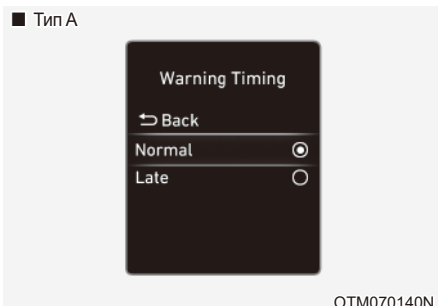 ■ Тип A
Warning Timing
⮌ Back
Normal
Late
OTM070140N